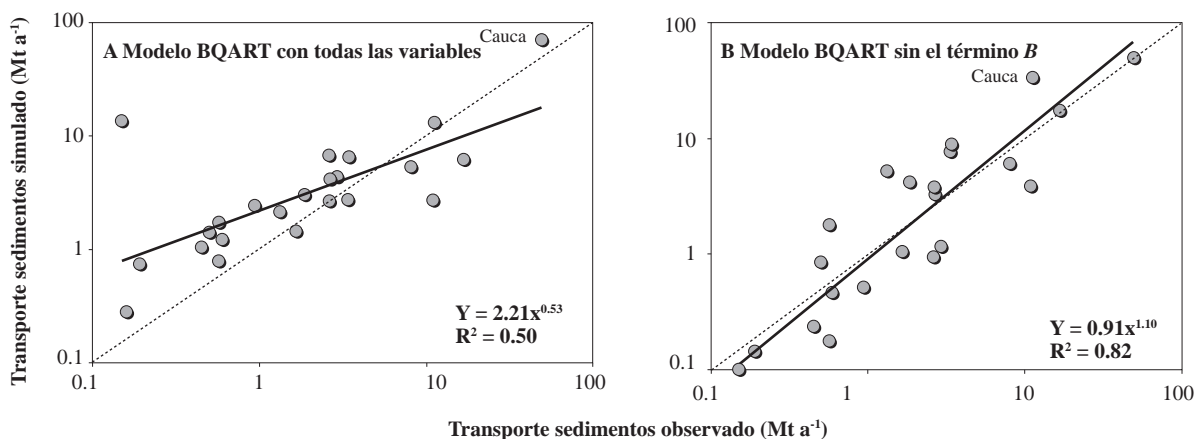 A Modelo BQART con todas las variables
Cauca
Y = 2.21x^0.53
R² = 0.50
100
10
1
0.1
0.1
1
10
100
Transporte sedimentos simulado (Mt a⁻¹)
B Modelo BQART sin el término B
Cauca
Y = 0.91x^1.10
R² = 0.82
100
10
1
0.1
0.1
1
10
100
Transporte sedimentos observado (Mt a⁻¹)